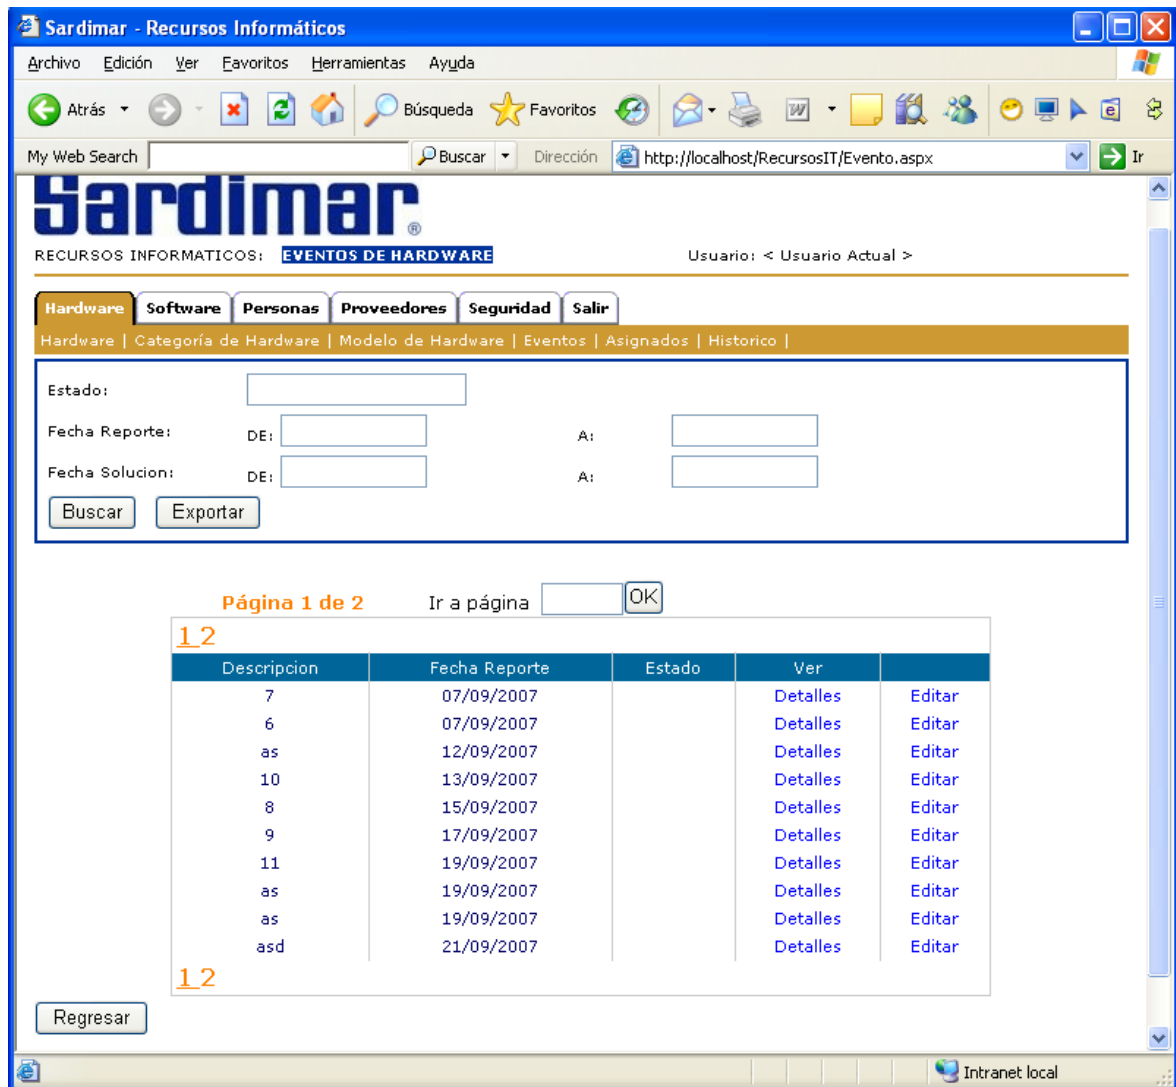 Sardimar - Recursos Informáticos
Archivo Edición Ver Favoritos Herramientas Ayuda
Atrás Búsqueda Favoritos
My Web Search Buscar Dirección http://localhost/RecursosIT/Evento.aspx Ir
Sardimar®
RECURSOS INFORMATICOS: EVENTOS DE HARDWARE Usuario: < Usuario Actual >
Hardware Software Personas Proveedores Seguridad Salir
Hardware | Categoría de Hardware | Modelo de Hardware | Eventos | Asignados | Historico |
Estado:
Fecha Reporte: DE: A:
Fecha Solucion: DE: A:
Buscar Exportar
Página 1 de 2 Ir a página OK
1 2
Descripcion Fecha Reporte Estado Ver
7 07/09/2007 Detalles Editar
6 07/09/2007 Detalles Editar
as 12/09/2007 Detalles Editar
10 13/09/2007 Detalles Editar
8 15/09/2007 Detalles Editar
9 17/09/2007 Detalles Editar
11 19/09/2007 Detalles Editar
as 19/09/2007 Detalles Editar
as 19/09/2007 Detalles Editar
asd 21/09/2007 Detalles Editar
1 2
Regresar
Intranet local